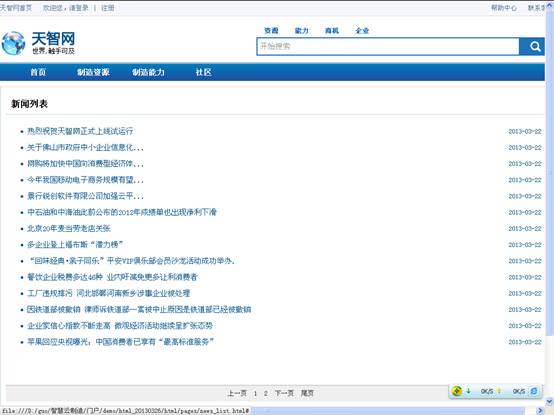 天智网首页 欢迎您，请登录 | 注册 帮助中心 联系客
天智网
世界,触手可及
资源 能力 商机 企业
开始搜索
首页 制造资源 制造能力 社区
新闻列表
热烈祝贺天智网正式上线试运行 2013-03-22
关于佛山市政府中小企业信息化... 2013-03-22
网购将加快中国向消费型经济体... 2013-03-22
今年我国移动电子商务规模有望... 2013-03-22
景行锐创软件有限公司加强云平... 2013-03-22
中石油和中海油此前公布的2012年成绩单也出现净利下滑 2013-03-22
北京20年麦当劳老店关张 2013-03-22
多企业登上福布斯“潜力榜” 2013-03-22
“回味经典·亲子同乐”平安VIP俱乐部会员沙龙活动成功举办. 2013-03-22
餐饮企业税费多达46种 业内吁减免更多让利消费者 2013-03-22
工厂违规排污 河北邯郸河南新乡涉事企业被处理 2013-03-22
因铁道部被撤销 律师诉铁道部一案被中止原因是铁道部已经被撤销 2013-03-22
企业家信心指数不断走高 微观经济活动继续呈扩张态势 2013-03-22
苹果回应央视曝光：中国消费者已享有“最高标准服务” 2013-03-22
上一页 1 2 下一页 尾页
0K/S 0K/S
file:///D:/guo/智慧云制造/门户/demo/html_20130326/html/pages/news_list.html#